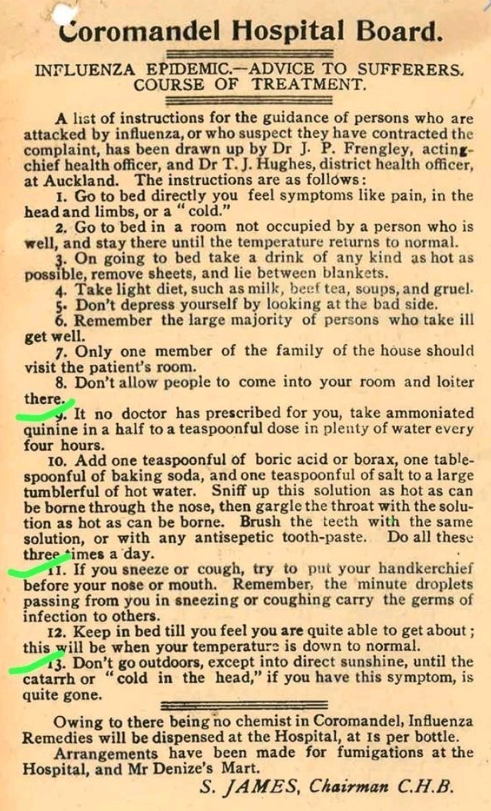 Coromandel Hospital Board.
INFLUENZA EPIDEMIC.—ADVICE TO SUFFERERS.
COURSE OF TREATMENT.
A list of instructions for the guidance of persons who are
attacked by influenza, or who suspect they have contracted the
complaint, has been drawn up by Dr J. P. Frengley, acting-
chief health officer, and Dr T. J. Hughes, district health officer,
at Auckland. The instructions are as follows:
1. Go to bed directly you feel symptoms like pain, in the
head and limbs, or a “cold.”
2. Go to bed in a room not occupied by a person who is
well, and stay there until the temperature returns to normal.
3. On going to bed take a drink of any kind as hot as
possible, remove sheets, and lie between blankets.
4. Take light diet, such as milk, beef tea, soups, and gruel.
5. Don't depress yourself by looking at the bad side.
6. Remember the large majority of persons who take ill
get well.
7. Only one member of the family of the house should
visit the patient's room.
8. Don't allow people to come into your room and loiter
there.
9. It no doctor has prescribed for you, take ammoniated
quinine in a half to a teaspoonful dose in plenty of water every
four hours.
10. Add one teaspoonful of boric acid or borax, one table-
spoonful of baking soda, and one teaspoonful of salt to a large
tumblerful of hot water. Sniff up this solution as hot as can
be borne through the nose, then gargle the throat with the solu-
tion as hot as can be borne. Brush the teeth with the same
solution, or with any antiseptic tooth-paste. Do all these
three times a day.
11. If you sneeze or cough, try to put your handkerchief
before your nose or mouth. Remember, the minute droplets
passing from you in sneezing or coughing carry the germs of
infection to others.
12. Keep in bed till you feel you are quite able to get about;
this will be when your temperature is down to normal.
13. Don't go outdoors, except into direct sunshine, until the
catarrh or “cold in the head,” if you have this symptom, is
quite gone.
Owing to there being no chemist in Coromandel, Influenza
Remedies will be dispensed at the Hospital, at 1s per bottle.
Arrangements have been made for fumigations at the
Hospital, and Mr Denize's Mart.
S. JAMES, Chairman C.H.B.